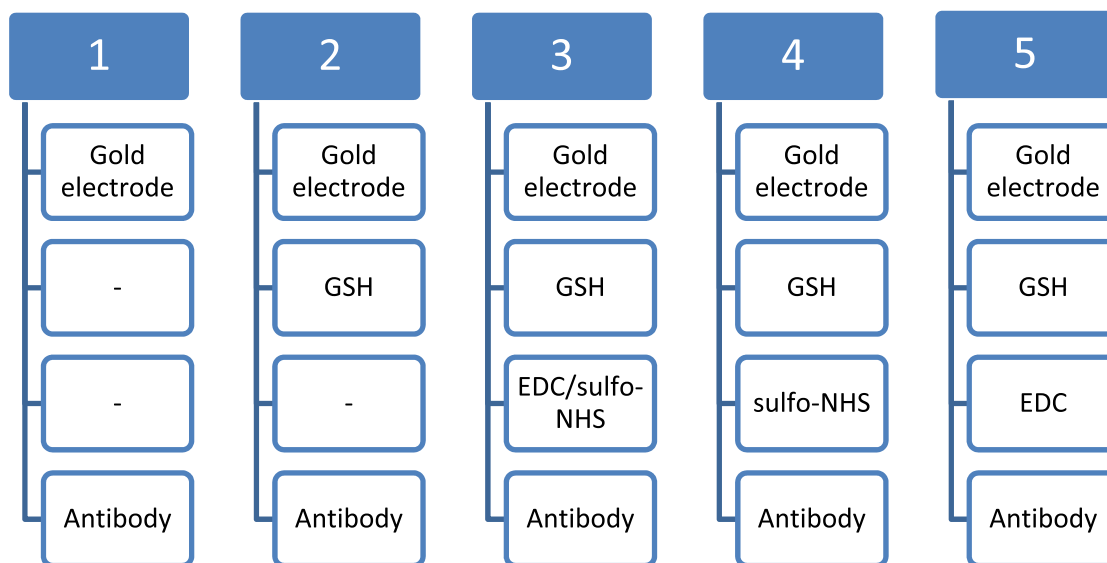 1
Gold
electrode
-
-
Antibody
2
Gold
electrode
GSH
-
Antibody
3
Gold
electrode
GSH
EDC/sulfo-
NHS
Antibody
4
Gold
electrode
GSH
sulfo-NHS
Antibody
5
Gold
electrode
GSH
EDC
Antibody